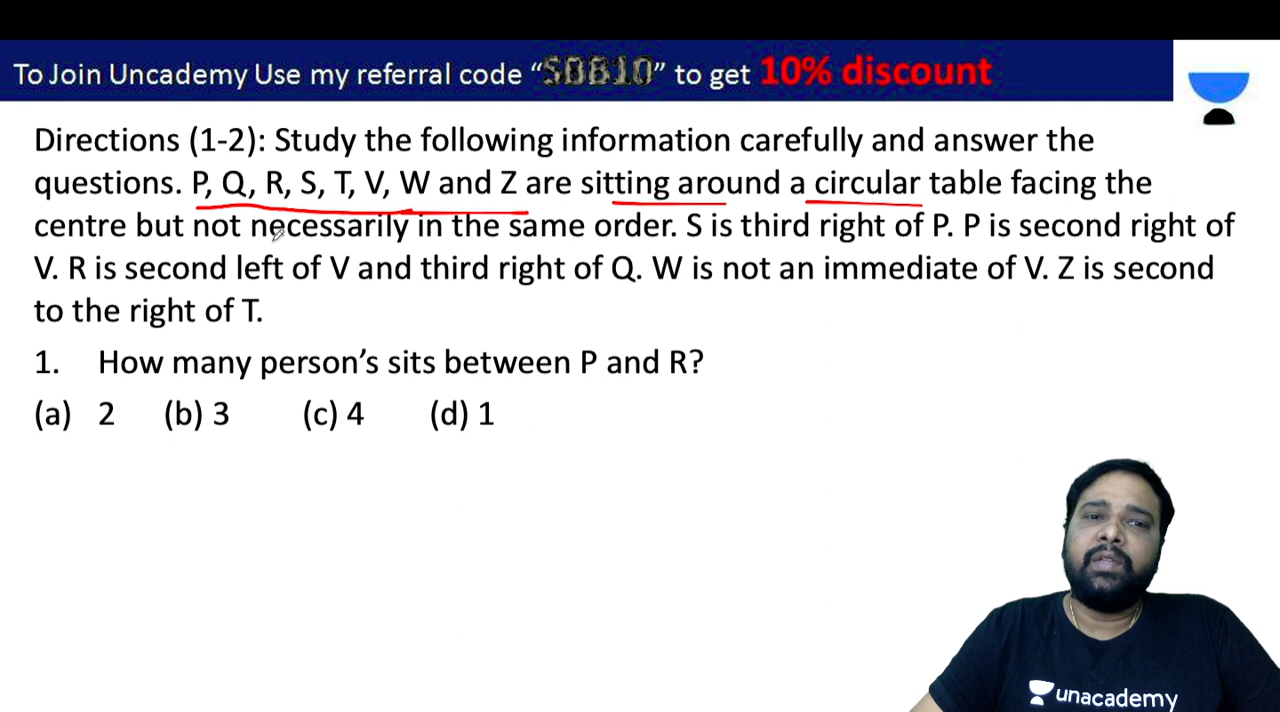 To Join Uncademy Use my referral code “SBB10” to get 10% discount
Directions (1-2): Study the following information carefully and answer the
questions. P, Q, R, S, T, V, W and Z are sitting around a circular table facing the
centre but not necessarily in the same order. S is third right of P. P is second right of
V. R is second left of V and third right of Q. W is not an immediate of V. Z is second
to the right of T.
1. How many person’s sits between P and R?
(a) 2 (b) 3 (c) 4 (d) 1
unacademy